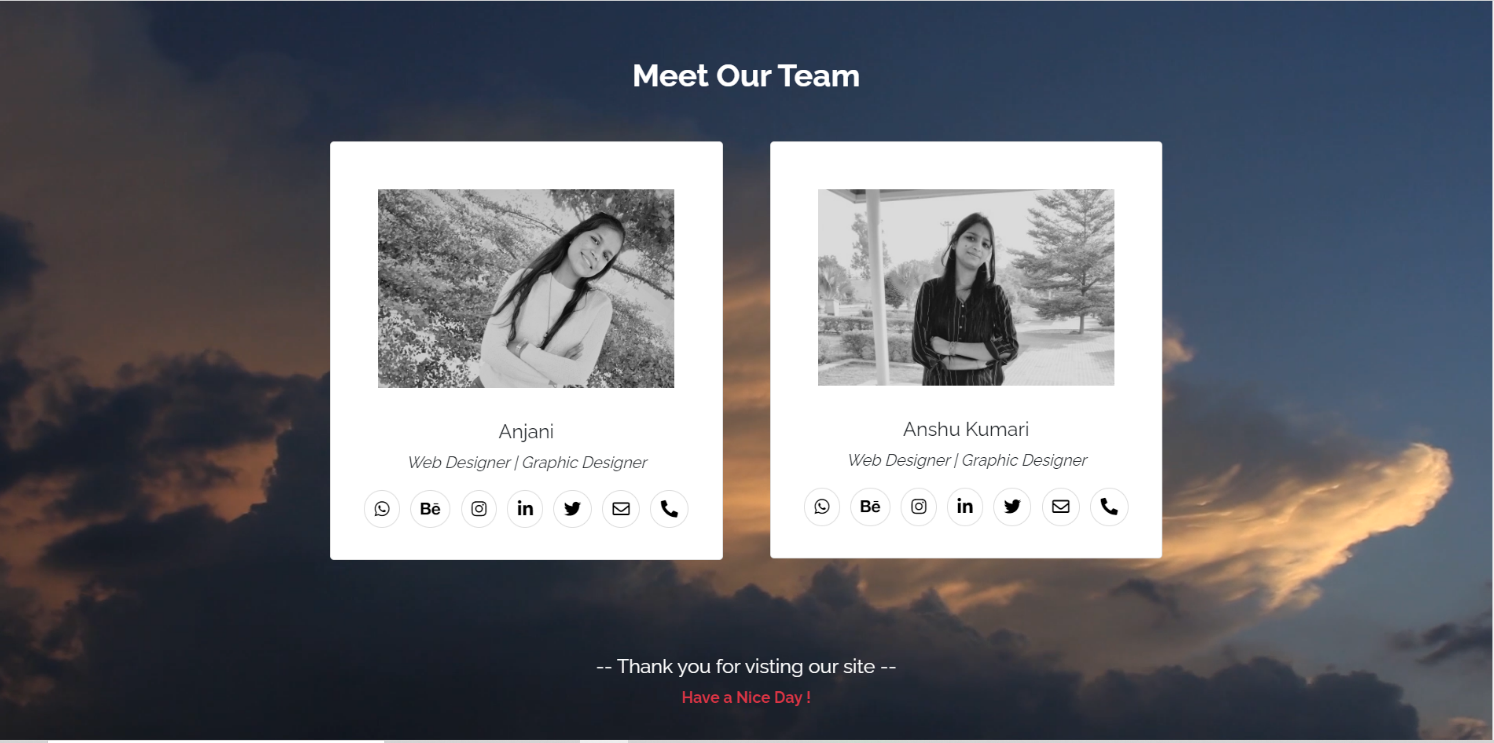 Meet Our Team
Anjani
Web Designer | Graphic Designer
Bē in
Anshu Kumari
Web Designer | Graphic Designer
Bē in
-- Thank you for visting our site --
Have a Nice Day !